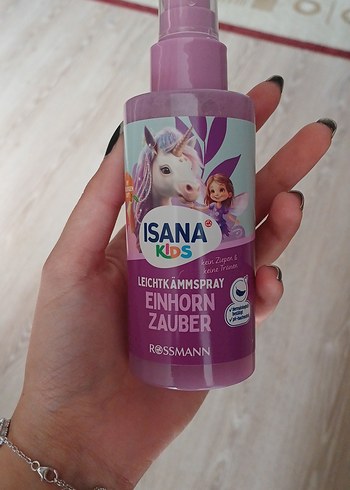 ISANA
KIDS
kein Ziepen &
keine Tränen
LEICHTKÄMMSPRAY
EINHORN
ZAUBER
ROSSMANN